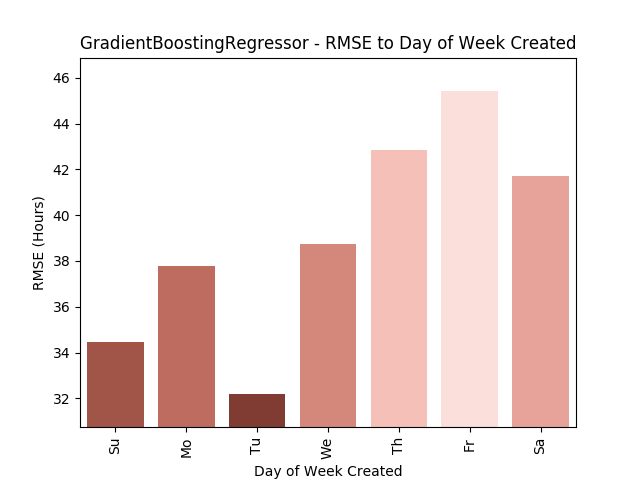 GradientBoostingRegressor - RMSE to Day of Week Created
46
44
42
40
38
36
34
32
RMSE (Hours)
Su Mo Tu We Th Fr Sa
Day of Week Created